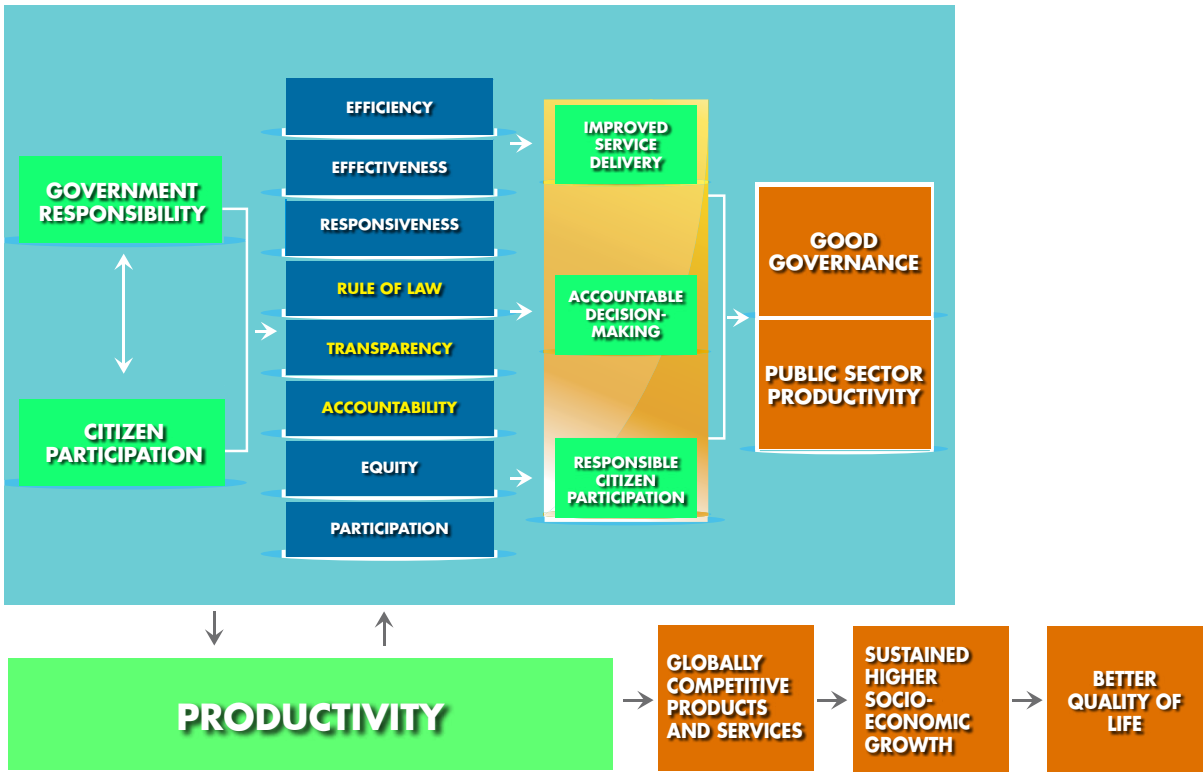 GOVERNMENT
RESPONSIBILITY
CITIZEN
PARTICIPATION
EFFICIENCY
EFFECTIVENESS
RESPONSIVENESS
RULE OF LAW
TRANSPARENCY
ACCOUNTABILITY
EQUITY
PARTICIPATION
IMPROVED
SERVICE
DELIVERY
ACCOUNTABLE
DECISION-
MAKING
RESPONSIBLE
CITIZEN
PARTICIPATION
GOOD
GOVERNANCE
PUBLIC SECTOR
PRODUCTIVITY
PRODUCTIVITY
GLOBALLY
COMPETITIVE
PRODUCTS
AND SERVICES
SUSTAINED
HIGHER
SOCIO-
ECONOMIC
GROWTH
BETTER
QUALITY OF
LIFE